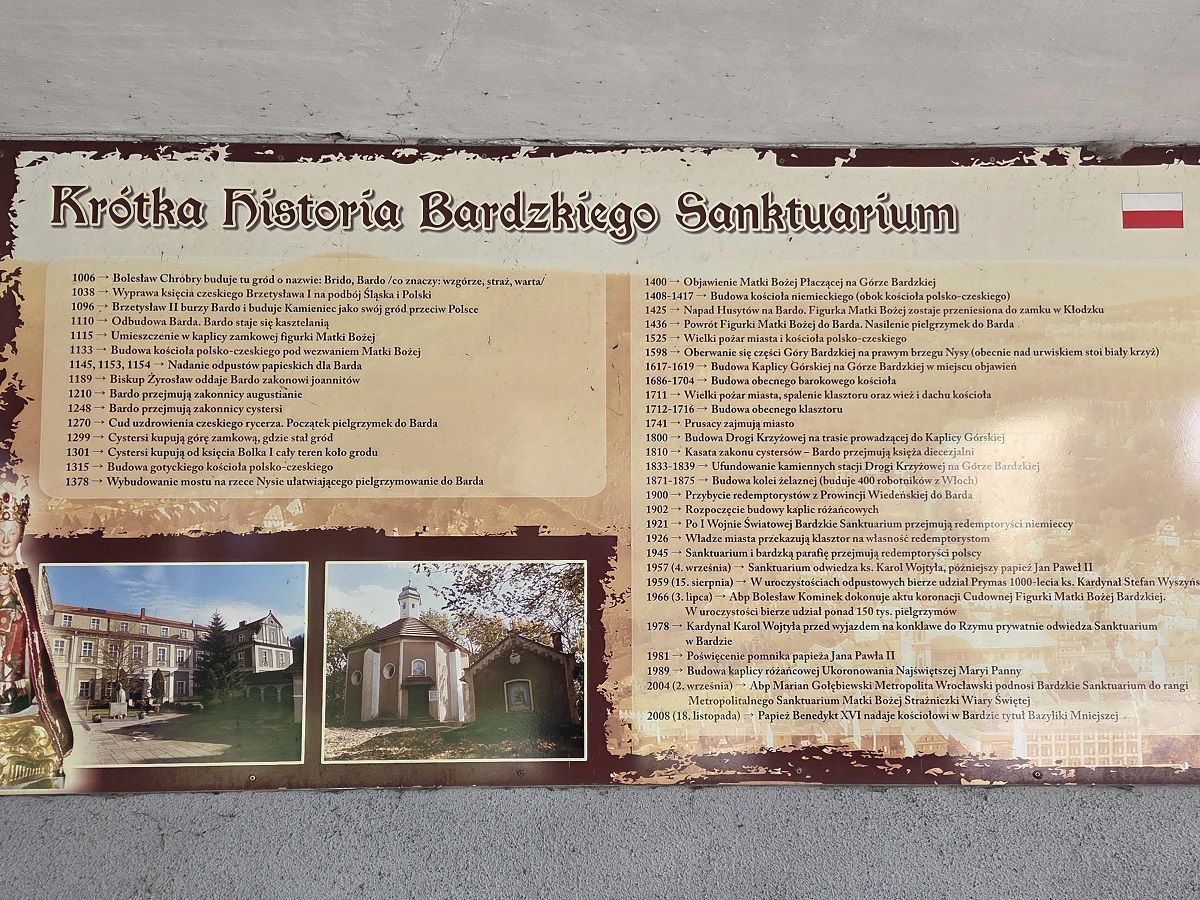 Krótka Historia Bardzkiego Sanktuarium
1006 → Bolesław Chrobry buduje tu gród o nazwie: Brido, Bardo /co znaczy: wzgórze, straż, warta/
1038 → Wyprawa księcia czeskiego Brzetysława I na podbój Śląska i Polski
1096 → Brzetysław II burzy Bardo i buduje Kamieniec jako swój gród przeciw Polsce
1110 → Odbudowa Barda. Bardo staje się kasztelanią
1115 → Umieszczenie w kaplicy zamkowej figurki Matki Bożej
1133 → Budowa kościoła polsko-czeskiego pod wezwaniem Matki Bożej
1145, 1153, 1154 → Nadanie odpustów papieskich dla Barda
1189 → Biskup Żyrosław oddaje Bardo zakonowi joannitów
1210 → Bardo przejmują zakonnicy augustianie
1248 → Bardo przejmują zakonnicy cystersi
1270 → Cud uzdrowienia czeskiego rycerza. Początek pielgrzymek do Barda
1299 → Cystersi kupują górę zamkową, gdzie stał gród
1301 → Cystersi kupują od księcia Bolka I cały teren koło grodu
1315 → Budowa gotyckiego kościoła polsko-czeskiego
1378 → Wybudowanie mostu na rzece Nysie ułatwiającego pielgrzymowanie do Barda
1400 → Objawienie Matki Bożej Płaczącej na Górze Bardzkiej
1408-1417 → Budowa kościoła niemieckiego (obok kościoła polsko-czeskiego)
1425 → Napad Husytów na Bardo. Figurka Matki Bożej zostaje przeniesiona do zamku w Kłodzku
1436 → Powrót Figurki Matki Bożej do Barda. Nasilenie pielgrzymek do Barda
1525 → Wielki pożar miasta i kościoła polsko-czeskiego
1598 → Oberwanie się części Góry Bardzkiej na prawym brzegu Nysy (obecnie nad urwiskiem stoi biały krzyż)
1617-1619 → Budowa Kaplicy Górskiej na Górze Bardzkiej w miejscu objawień
1686-1704 → Budowa obecnego barokowego kościoła
1711 → Wielki pożar miasta, spalenie klasztoru oraz wież i dachu kościoła
1712-1716 → Budowa obecnego klasztoru
1741 → Prusacy zajmują miasto
1800 → Budowa Drogi Krzyżowej na trasie prowadzącej do Kaplicy Górskiej
1810 → Kasata zakonu cystersów – Bardo przejmują księża diecezjalni
1833-1839 → Ufundowanie kamiennych stacji Drogi Krzyżowej na Górze Bardzkiej
1871-1875 → Budowa kolei żelaznej (buduje 400 robotników z Włoch)
1900 → Przybycie redemptorystów z Prowincji Wiedeńskiej do Barda
1902 → Rozpoczęcie budowy kaplic różańcowych
1921 → Po I Wojnie Światowej Bardzkie Sanktuarium przejmują redemptoryści niemieccy
1926 → Władze miasta przekazują klasztor na własność redemptorystom
1945 → Sanktuarium i bardzką parafię przejmują redemptoryści polscy
1957 (4. września) → Sanktuarium odwiedza ks. Karol Wojtyła, późniejszy papież Jan Paweł II
1959 (15. sierpnia) → W uroczystościach odpustowych bierze udział Prymas 1000-lecia ks. Kardynał Stefan Wyszyńs
1966 (3. lipca) → Abp Bolesław Kominek dokonuje aktu koronacji Cudownej Figurki Matki Bożej Bardzkiej.
W uroczystości bierze udział ponad 150 tys. pielgrzymów
1978 → Kardynał Karol Wojtyła przed wyjazdem na konklawe do Rzymu prywatnie odwiedza Sanktuarium
w Bardzie
1981 → Poświęcenie pomnika papieża Jana Pawła II
1989 → Budowa kaplicy różańcowej Ukoronowania Najświętszej Maryi Panny
2004 (2. września) → Abp Marian Gołębiewski Metropolita Wrocławski podnosi Bardzkie Sanktuarium do rangi
Metropolitalnego Sanktuarium Matki Bożej Strażniczki Wiary Świętej
2008 (18. listopada) → Papież Benedykt XVI nadaje kościołowi w Bardzie tytuł Bazyliki Mniejszej